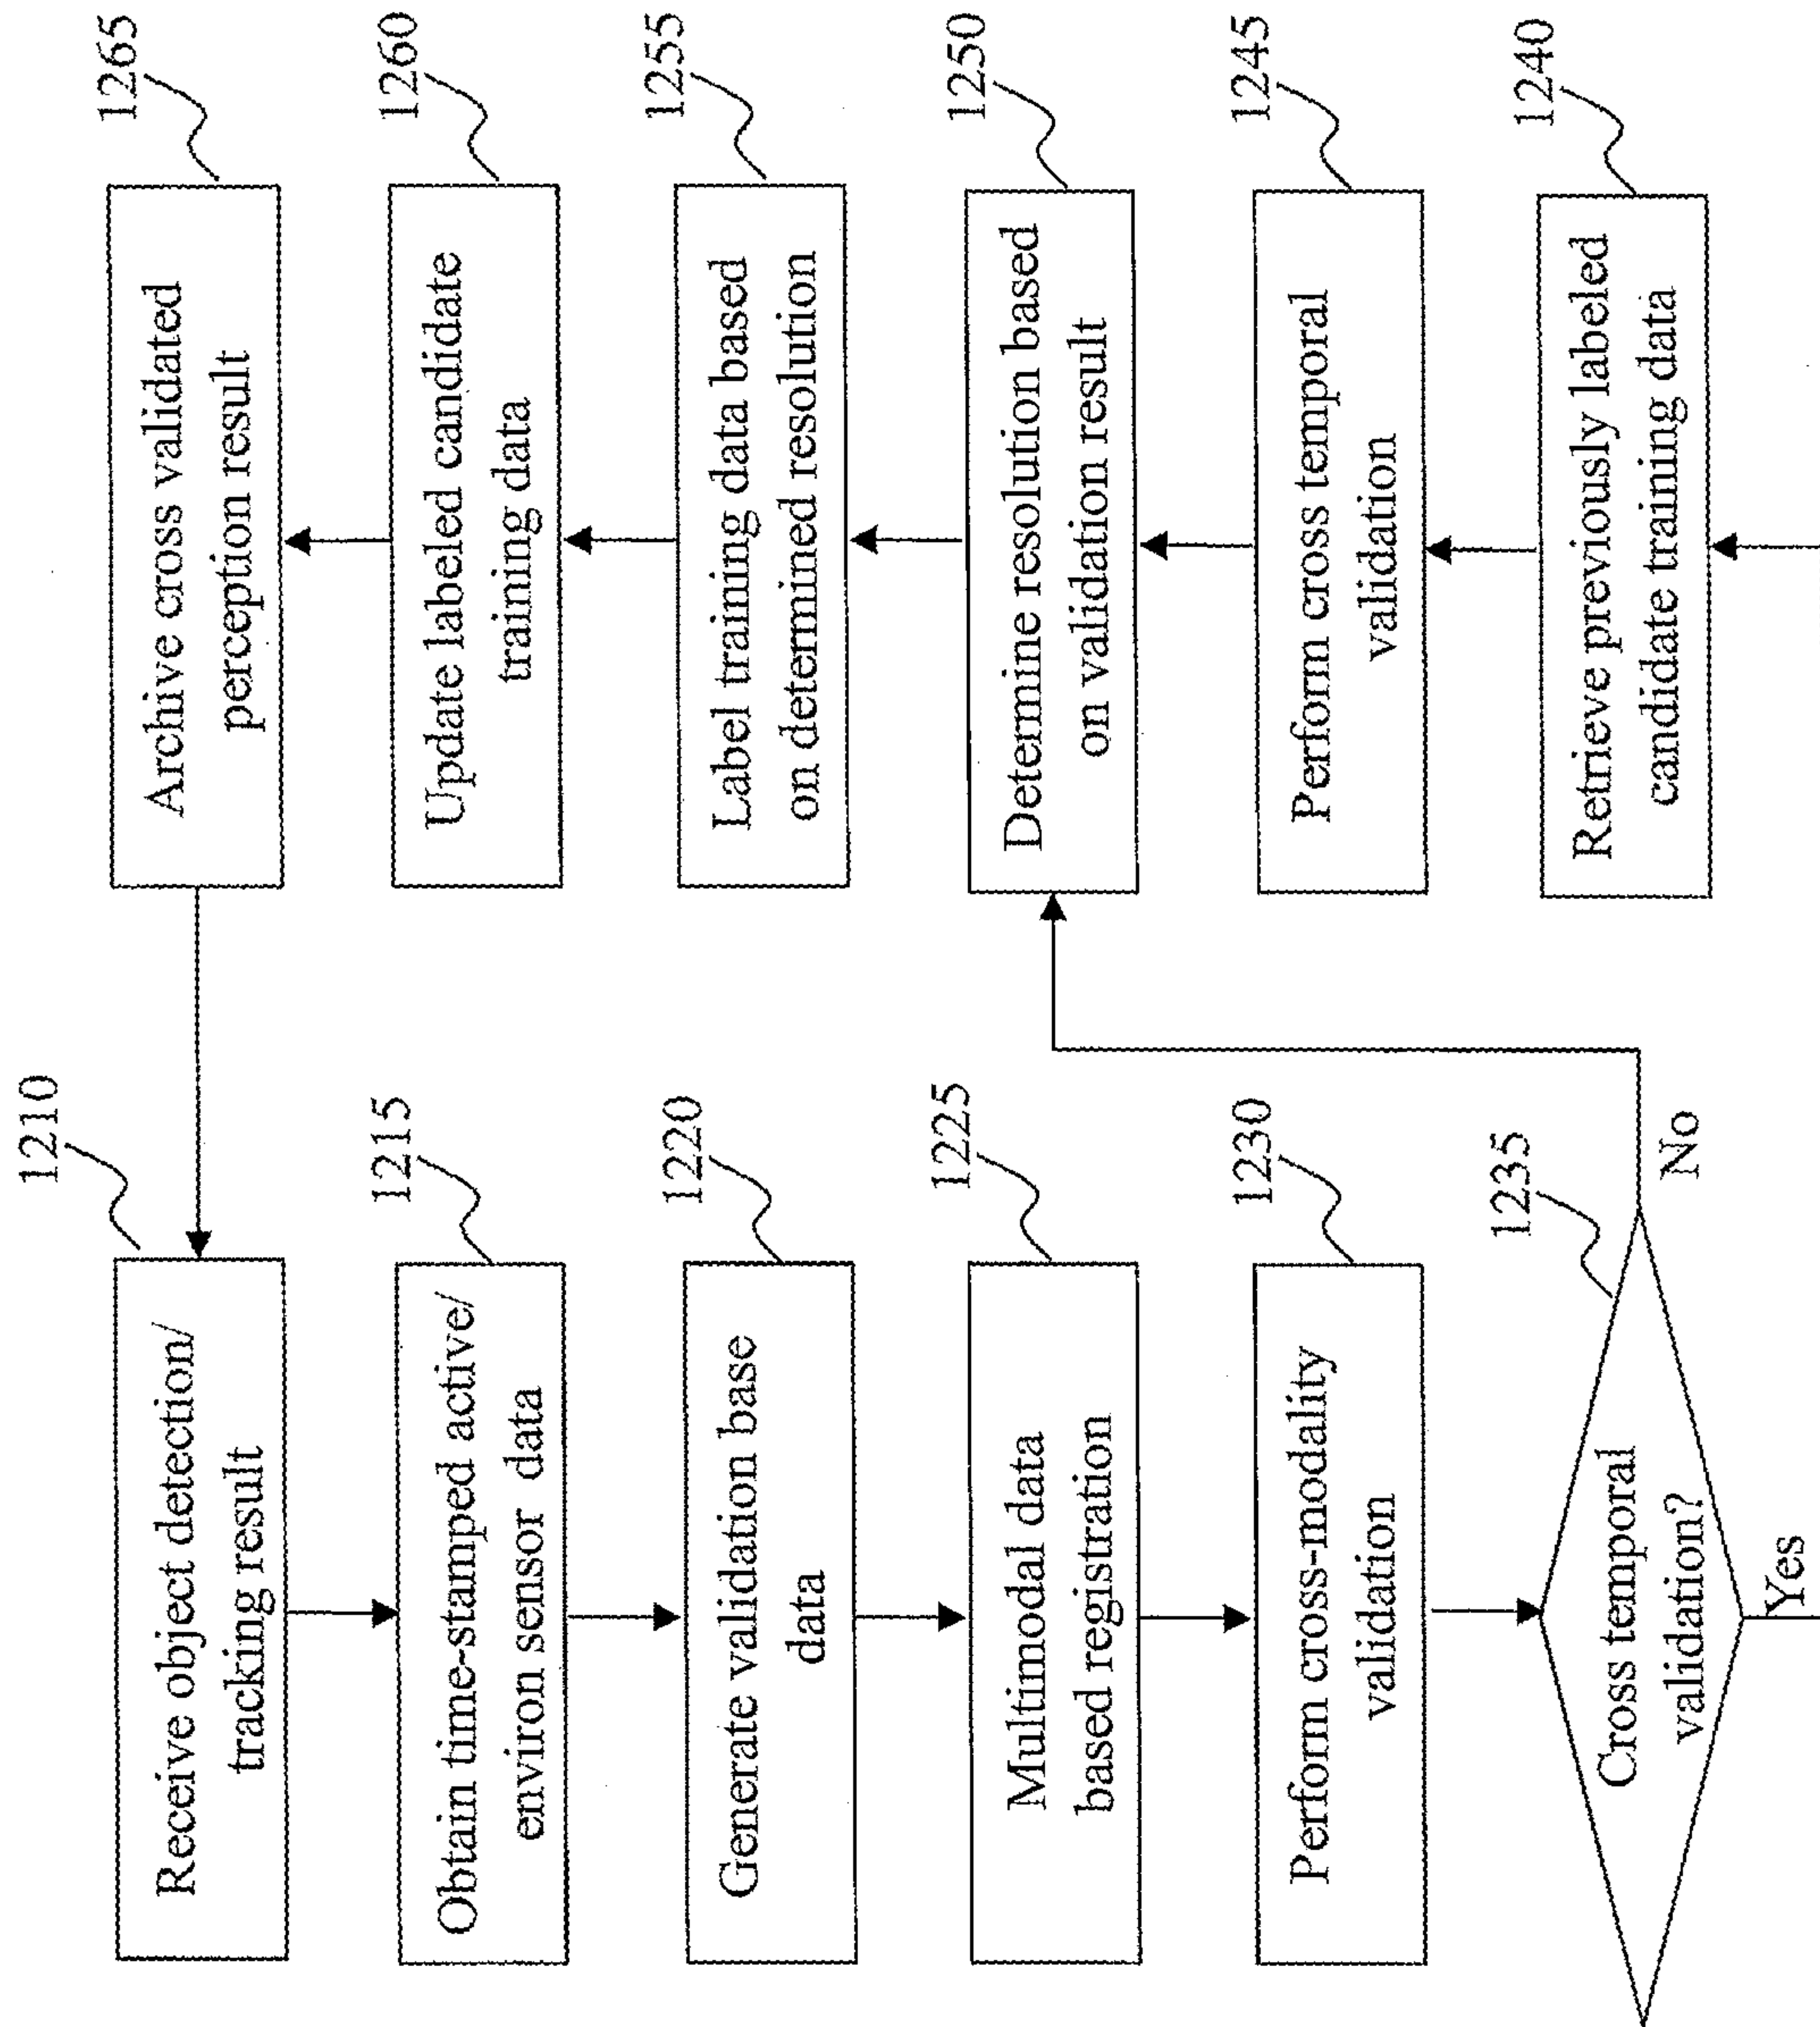 1210
Receive object detection/
tracking result
1215
Obtain time-stamped active/
environ sensor data
1220
Generate validation base
data
1225
Multimodal data
based registration
1230
Perform cross-modality
validation
1235
Cross temporal
validation?
No
Yes
1240
Retrieve previously labeled
candidate training data
1245
Perform cross temporal
validation
1250
Determine resolution based
on validation result
1255
Label training data based
on determined resolution
1260
Update labeled candidate
training data
1265
Archive cross validated
perception result